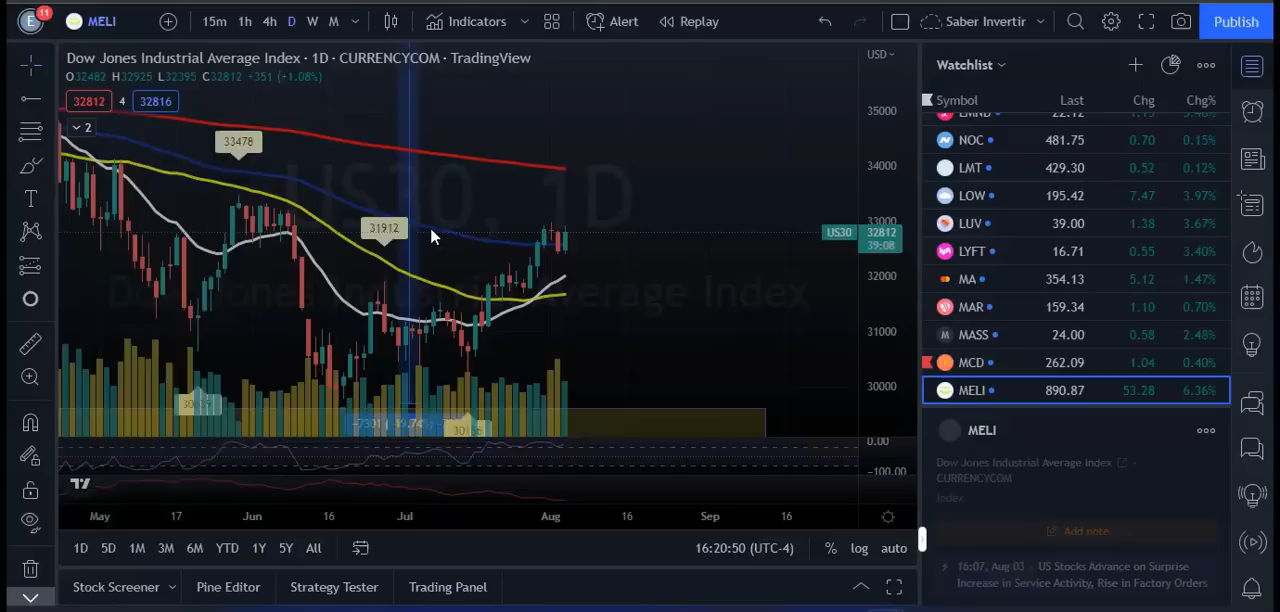 E 11 MELI 15m 1h 4h D W M Indicators Alert Replay Saber Invertir Publish
Dow Jones Industrial Average Index · 1D · CURRENCYCOM · TradingView
O32482 H32925 L32395 C32812 +351 (+1.08%)
32812 4 32816
2
USD
35000
34000
33000
32000
31000
30000
0.00
-100.00
US30 32812
39:08
US30, 1D
Dow Jones Industrial Average Index
33478
31912
May 17 Jun 16 Jul Aug 16 Sep 16
1D 5D 1M 3M 6M YTD 1Y 5Y All
16:20:50 (UTC-4) % log auto
Stock Screener Pine Editor Strategy Tester Trading Panel
Watchlist
Symbol Last Chg Chg%
NOC 481.75 0.70 0.15%
LMT 429.30 0.52 0.12%
LOW 195.42 7.47 3.97%
LUV 39.00 1.38 3.67%
LYFT 16.71 0.55 3.40%
MA 354.13 5.12 1.47%
MAR 159.34 1.10 0.70%
MASS 24.00 0.58 2.48%
MCD 262.09 1.04 0.40%
MELI 890.87 53.28 6.36%
MELI
Dow Jones Industrial Average Index ·
CURRENCYCOM
Index
Add note
16:07, Aug 03 · US Stocks Advance on Surprise
Increase in Service Activity, Rise in Factory Orders